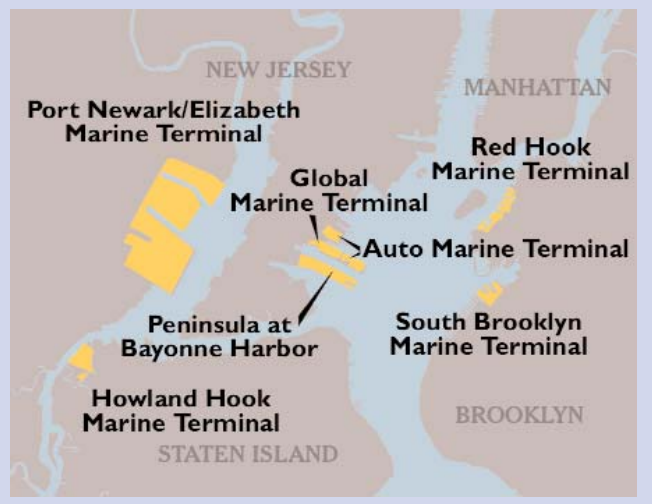 NEW JERSEY
MANHATTAN
Port Newark/Elizabeth
Marine Terminal
Red Hook
Marine Terminal
Global
Marine Terminal
Auto Marine Terminal
Peninsula at
Bayonne Harbor
South Brooklyn
Marine Terminal
Howland Hook
Marine Terminal
BROOKLYN
STATEN ISLAND